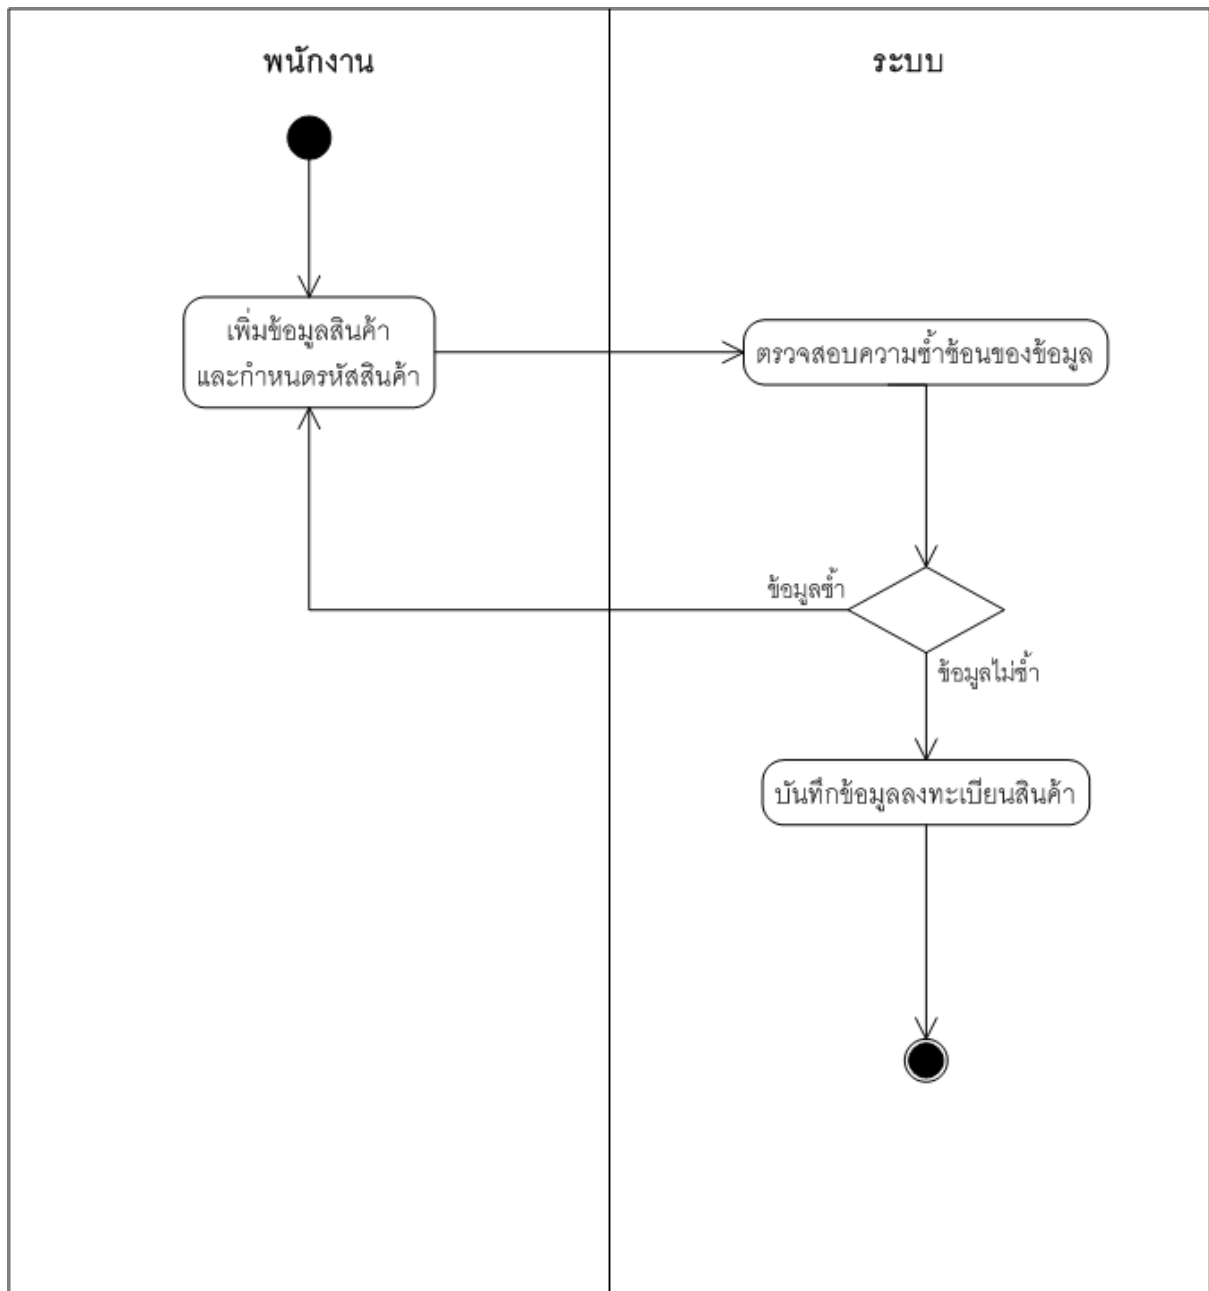 พนักงาน
ระบบ
เพิ่มข้อมูลสินค้า
และกำหนดรหัสสินค้า
ตรวจสอบความซ้ำซ้อนของข้อมูล
ข้อมูลซ้ำ
ข้อมูลไม่ซ้ำ
บันทึกข้อมูลลงทะเบียนสินค้า